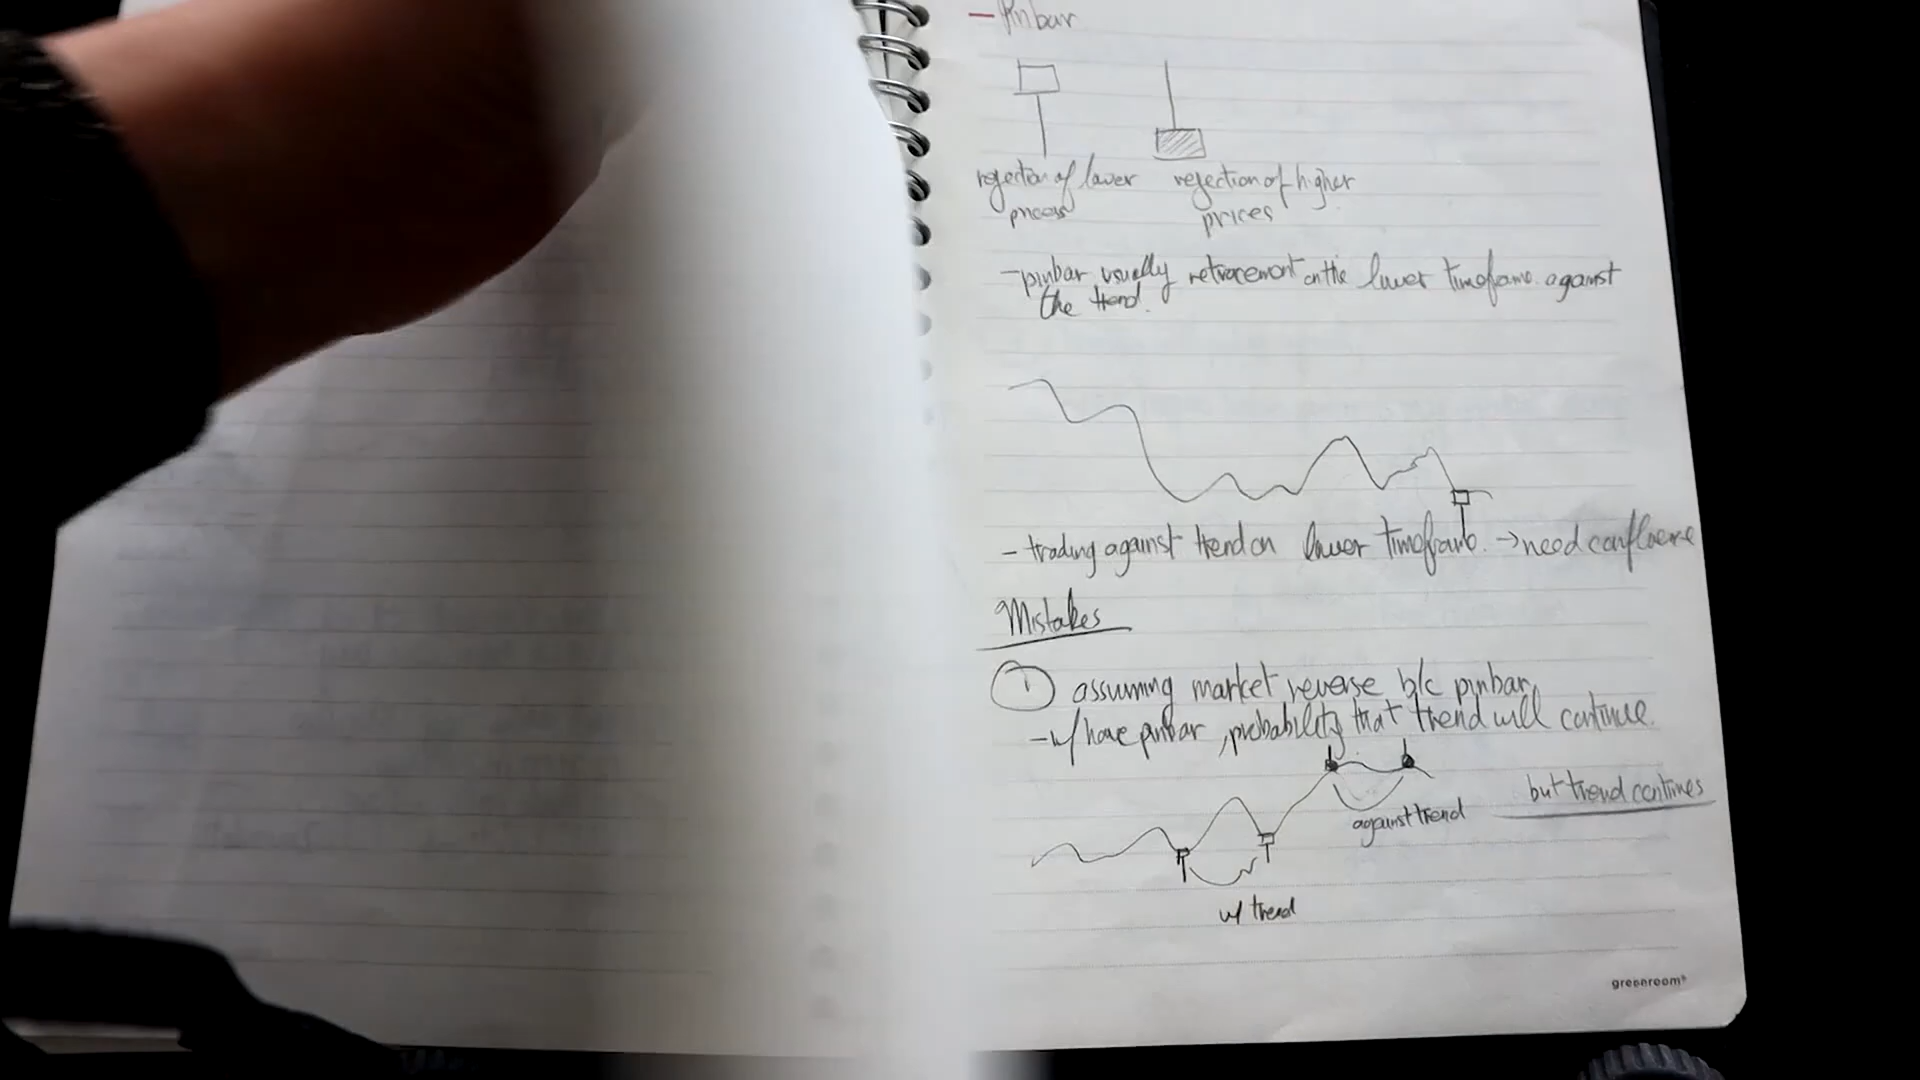 - Pinbar
rejection of lower
prices
rejection of higher
prices
- pinbar usually retracement on the lower timeframe against
the trend.
- trading against trend on lower timeframe. → need confluence
Mistakes
1 assuming market reverse b/c pinbar
- w/ have pinbar, probability that trend will continue.
but trend continues
against trend
w/ trend
greenroom